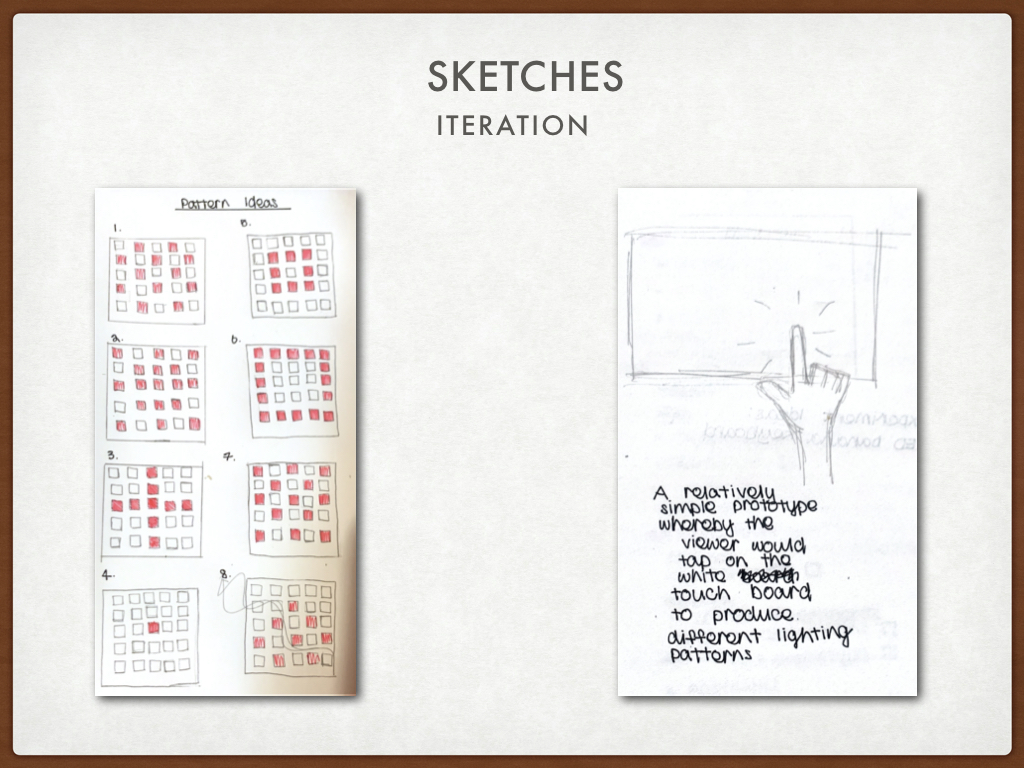 SKETCHES
ITERATION
Pattern Ideas
1.
5.
2.
6.
3.
7.
4.
8.
A relatively
simple prototype
whereby the
viewer would
tap on the
white
touch board
to produce
different lighting
patterns